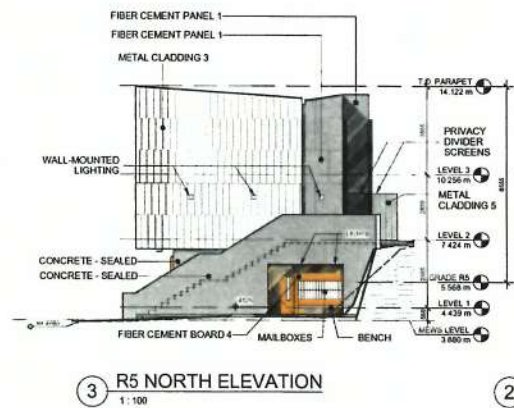 FIBER CEMENT PANEL 1
FIBER CEMENT PANEL 1
METAL CLADDING 3
T.O PARAPET
14.122 m
PRIVACY
DIVIDER
SCREENS
WALL-MOUNTED
LIGHTING
LEVEL 3
10.256 m
METAL
CLADDING 5
LEVEL 2
7.424 m
CONCRETE - SEALED
CONCRETE - SEALED
GRADE R5
5.568 m
LEVEL 1
4.439 m
MEWS LEVEL
3.880 m
FIBER CEMENT BOARD 4
MAILBOXES
BENCH
3 R5 NORTH ELEVATION
1 : 100
2